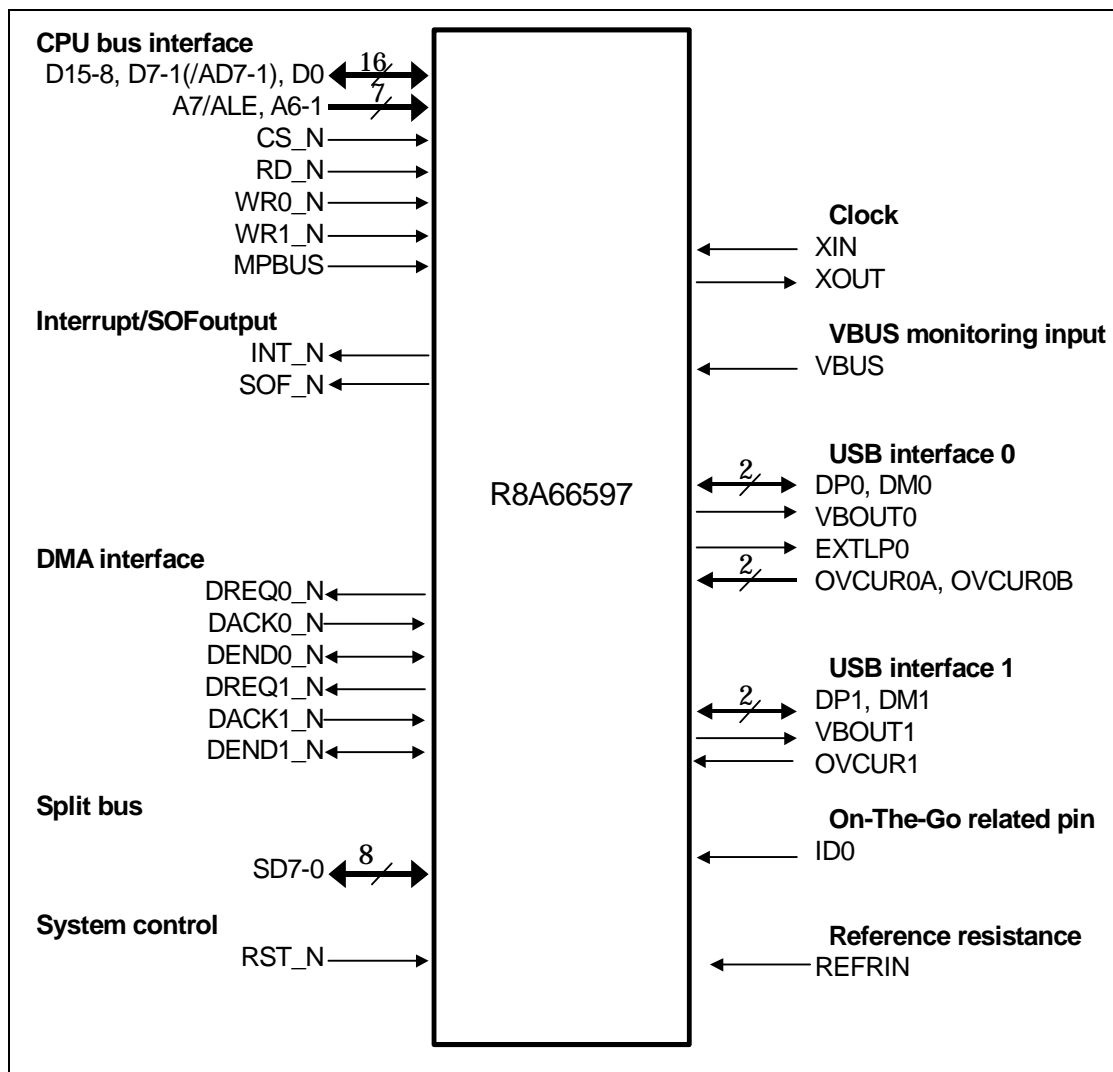 CPU bus interface
D15-8, D7-1(/AD7-1), D0
16
A7/ALE, A6-1
7
CS_N
RD_N
WR0_N
WR1_N
MPBUS
Interrupt/SOFoutput
INT_N
SOF_N
DMA interface
DREQ0_N
DACK0_N
DEND0_N
DREQ1_N
DACK1_N
DEND1_N
Split bus
SD7-0
8
System control
RST_N
R8A66597
Clock
XIN
XOUT
VBUS monitoring input
VBUS
USB interface 0
2
DP0, DM0
VBOUT0
EXTLP0
2
OVCUR0A, OVCUR0B
USB interface 1
2
DP1, DM1
VBOUT1
OVCUR1
On-The-Go related pin
ID0
Reference resistance
REFRIN